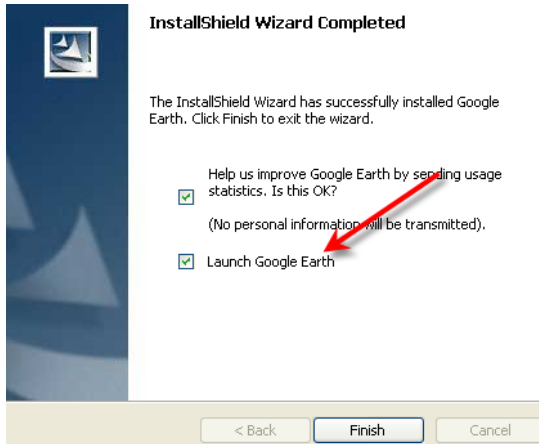 InstallShield Wizard Completed
The InstallShield Wizard has successfully installed Google
Earth. Click Finish to exit the wizard.
Help us improve Google Earth by sending usage
statistics. Is this OK?
(No personal information will be transmitted).
Launch Google Earth
< Back Finish Cancel